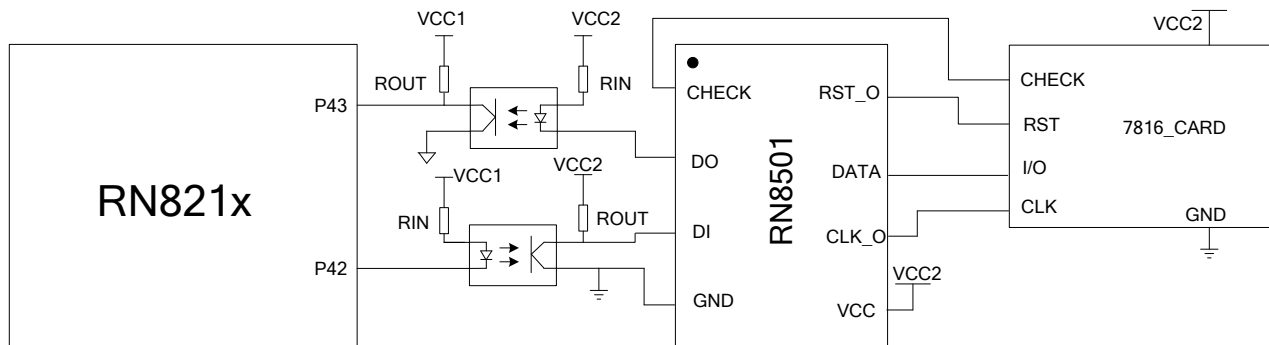 VCC1
VCC2
VCC2
ROUT
RIN
CHECK
P43
CHECK
RST_O
RST
7816_CARD
DO
VCC1
VCC2
DATA
I/O
RN821x
RN8501
CLK
RIN
ROUT
GND
DI
CLK_O
P42
VCC2
GND
VCC